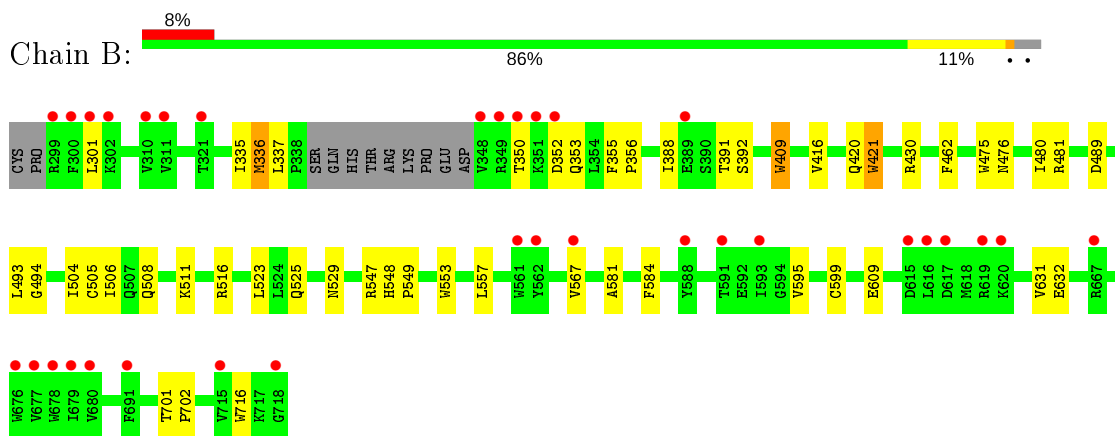 8%
Chain B:
86%
11%
• •
CYS
PRO
R299
F300
L301
K302
V310
V311
T321
I335
M336
L337
P338
SER
GLN
HIS
THR
ARG
LYS
PRO
GLU
ASP
V348
R349
T350
K351
D352
Q353
L354
F355
P356
I388
E389
S390
T391
S392
W409
V416
Q420
W421
R430
F462
W475
N476
I480
R481
D489
L493
G494
I504
C505
I506
Q507
Q508
K511
R516
L523
L524
Q525
N529
R547
H548
P549
W553
L557
W561
Y562
V567
A581
F584
Y588
T591
E592
I593
G594
V595
C599
E609
D615
L616
D617
M618
R619
K620
V631
E632
R667
W676
V677
W678
I679
V680
F691
T701
P702
V715
W716
K717
G718